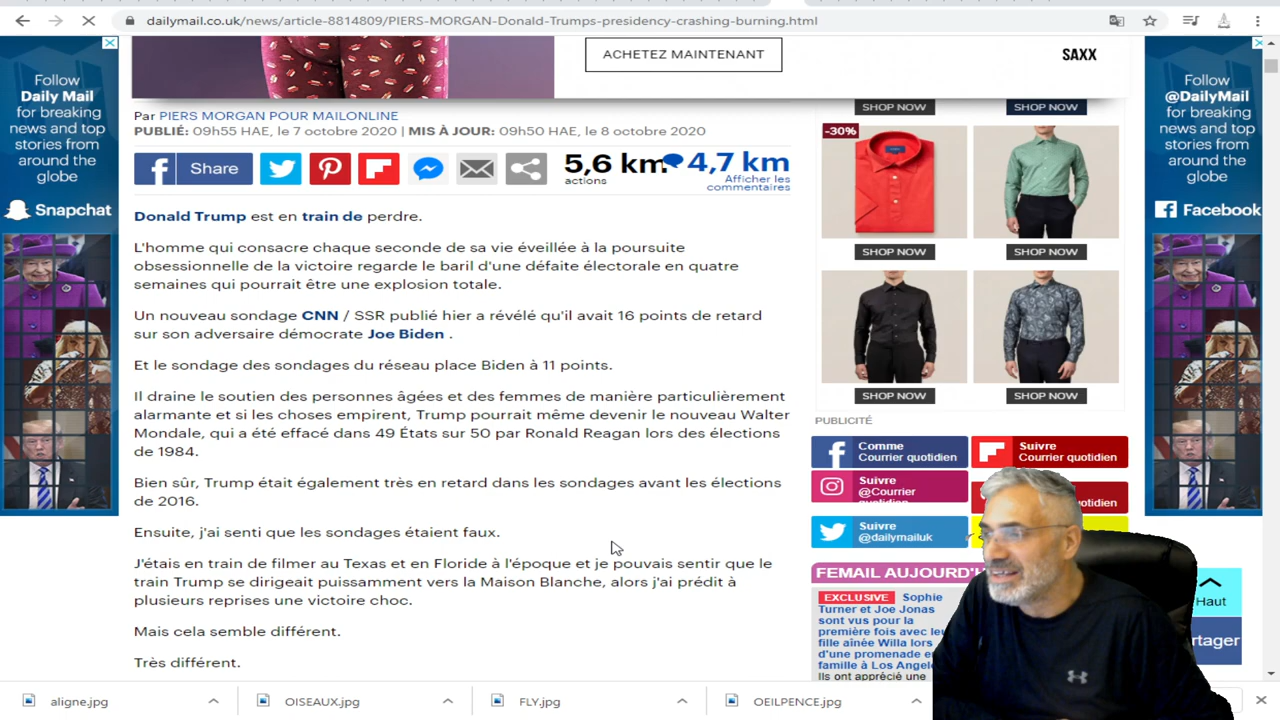 dailymail.co.uk/news/article-8814809/PIERS-MORGAN-Donald-Trumps-presidency-crashing-burning.html
ACHETEZ MAINTENANT
SAXX
Follow
Daily Mail
for breaking
news and top
stories from
around the
globe
Snapchat
Par PIERS MORGAN POUR MAILONLINE
PUBLIÉ: 09h55 HAE, le 7 octobre 2020 | MIS À JOUR: 09h50 HAE, le 8 octobre 2020
Share
5,6 km
actions
4,7 km
Afficher les
commentaires
Donald Trump est en train de perdre.
L'homme qui consacre chaque seconde de sa vie éveillée à la poursuite
obsessionnelle de la victoire regarde le baril d'une défaite électorale en quatre
semaines qui pourrait être une explosion totale.
Un nouveau sondage CNN / SSR publié hier a révélé qu'il avait 16 points de retard
sur son adversaire démocrate Joe Biden .
Et le sondage des sondages du réseau place Biden à 11 points.
Il draine le soutien des personnes âgées et des femmes de manière particulièrement
alarmante et si les choses empirent, Trump pourrait même devenir le nouveau Walter
Mondale, qui a été effacé dans 49 États sur 50 par Ronald Reagan lors des élections
de 1984.
Bien sûr, Trump était également très en retard dans les sondages avant les élections
de 2016.
Ensuite, j'ai senti que les sondages étaient faux.
J'étais en train de filmer au Texas et en Floride à l'époque et je pouvais sentir que le
train Trump se dirigeait puissamment vers la Maison Blanche, alors j'ai prédit à
plusieurs reprises une victoire choc.
Mais cela semble différent.
Très différent.
SHOP NOW
SHOP NOW
-30%
SHOP NOW
SHOP NOW
SHOP NOW
SHOP NOW
PUBLICITÉ
Comme
Courrier quotidien
Suivre
Courrier quotidien
Suivre
@Courrier
quotidien
quotidien
Suivre
@dailymailuk
FEMAIL AUJOURD'H
EXCLUSIVE Sophie
Turner et Joe Jonas
sont vus pour la
première fois avec leu
fille aînée Willa lors
d'une promenade e
famille à Los Angele
Ils ont apprécié une
Follow
@DailyMail
for breaking
news and top
stories from
around the
globe
Facebook
Haut
rtager
aligne.jpg
OISEAUX.jpg
FLY.jpg
OEILPENCE.jpg